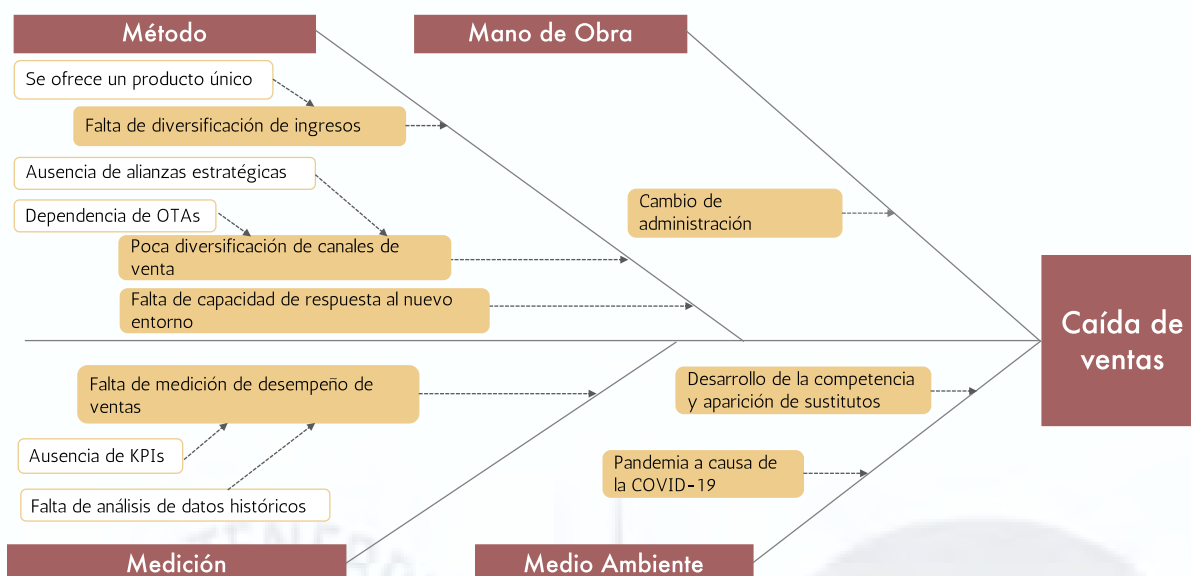 Método
Mano de Obra
Se ofrece un producto único
Falta de diversificación de ingresos
Ausencia de alianzas estratégicas
Dependencia de OTAs
Poca diversificación de canales de
venta
Falta de capacidad de respuesta al nuevo
entorno
Cambio de
administración
Caída de
ventas
Falta de medición de desempeño de
ventas
Ausencia de KPIs
Falta de análisis de datos históricos
Desarrollo de la competencia
y aparición de sustitutos
Pandemia a causa de
la COVID-19
Medición
Medio Ambiente